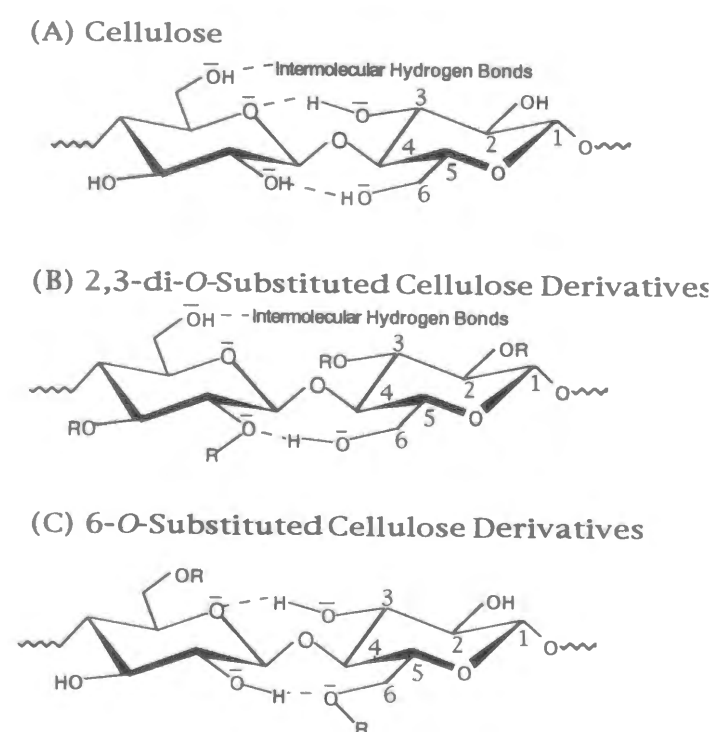 (A) Cellulose
OH Intermolecular Hydrogen Bonds
O H O 3 OH
O 4 2 1 O
5 O
HO OH HO 6
(B) 2,3-di-O-Substituted Cellulose Derivatives
OH Intermolecular Hydrogen Bonds
O RO 3 OR
O 4 2 1 O
5 O
RO O H O 6
R
(C) 6-O-Substituted Cellulose Derivatives
OR
O H O 3 OH
O 4 2 1 O
5 O
HO O H O 6
R